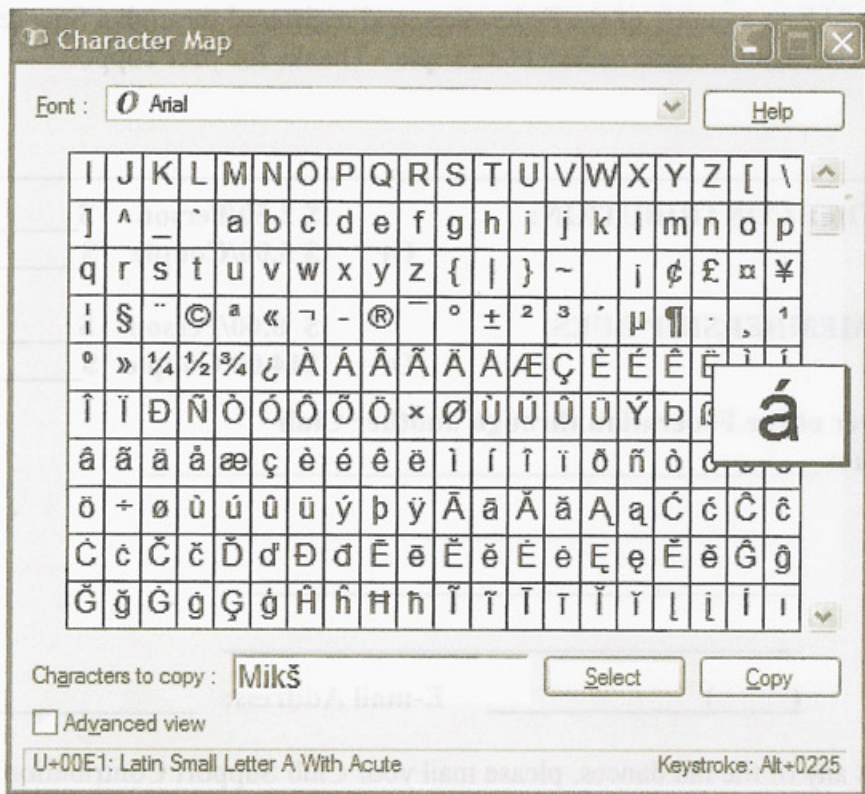 Character Map
Font : O Arial Help
I J K L M N O P Q R S T U V W X Y Z [ \
] ^ _ ` a b c d e f g h i j k l m n o p
q r s t u v w x y z { | } ~ ¡ ¢ £ ¤ ¥
¦ § ¨ © ª « ¬ - ® ¯ ° ± ² ³ ´ µ ¶ · ¸ ¹
º » ¼ ½ ¾ ¿ À Á Â Ã Ä Å Æ Ç È É Ê Ë Ì Í
Î Ï Ð Ñ Ò Ó Ô Õ Ö × Ø Ù Ú Û Ü Ý Þ ß á
â ã ä å æ ç è é ê ë ì í î ï ð ñ ò ó
ö ÷ ø ù ú û ü ý þ ÿ Ā ā Ă ă Ą ą Ć ć Ĉ ĉ
Ċ ċ Č č Ď ď Đ đ Ē ē Ĕ ĕ Ė ė Ę ę Ě ě Ĝ ĝ
Ğ ğ Ġ ġ Ģ ģ Ĥ ĥ Ħ ħ Ĩ ĩ Ī ī Ĭ ĭ Į į İ ı
Characters to copy : Mikš Select Copy
Advanced view
U+00E1: Latin Small Letter A With Acute Keystroke: Alt+0225